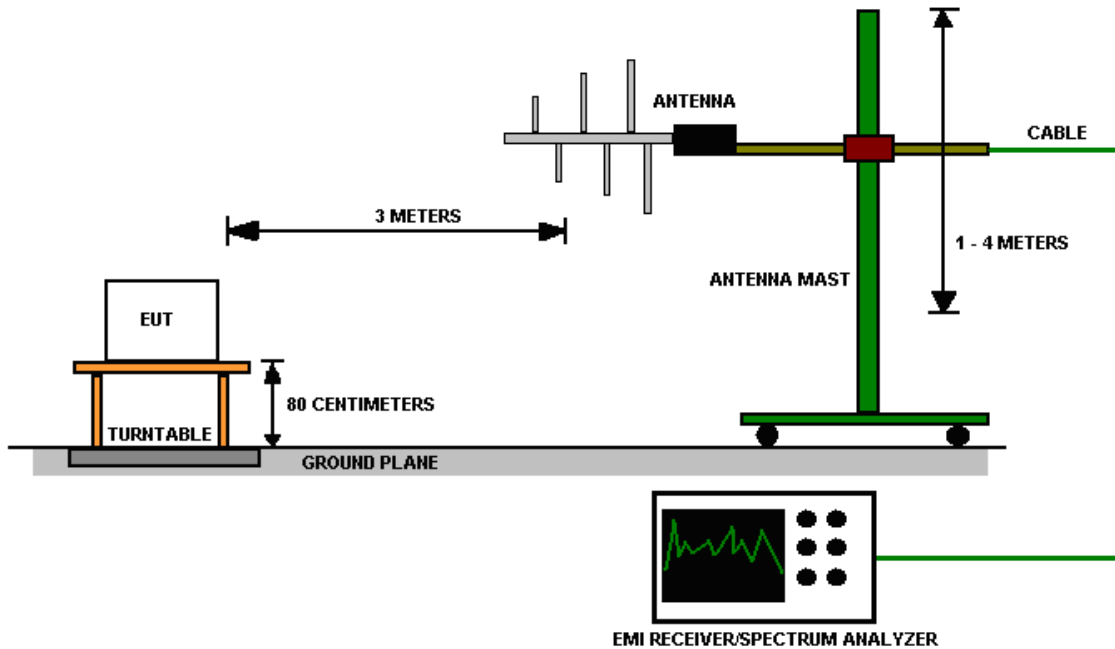 ANTENNA
CABLE
3 METERS
1 - 4 METERS
ANTENNA MAST
EUT
80 CENTIMETERS
TURNTABLE
GROUND PLANE
EMI RECEIVER/SPECTRUM ANALYZER